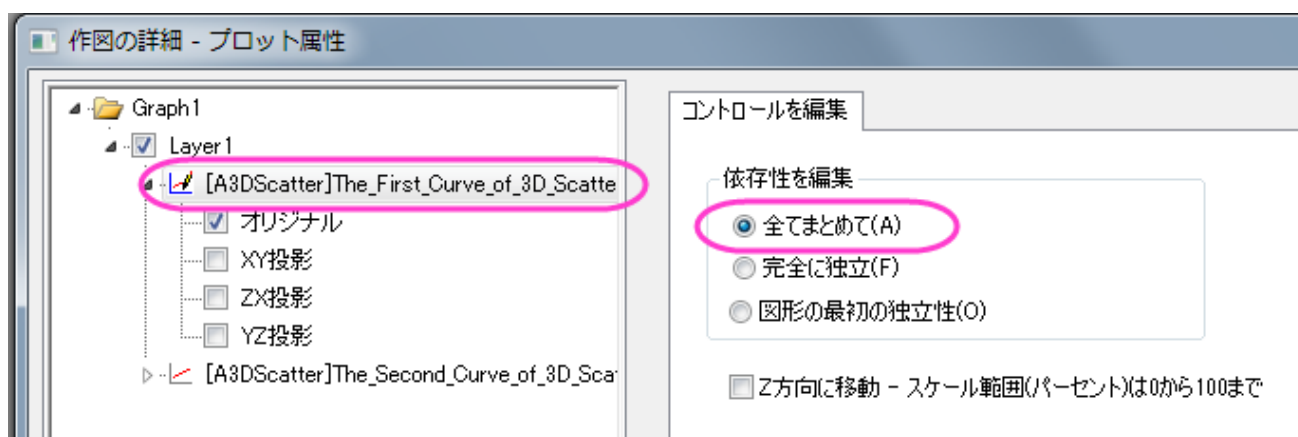 作図の詳細 - プロット属性
Graph1
Layer1
[A3DScatter]The_First_Curve_of_3D_Scatte
オリジナル
XY投影
ZX投影
YZ投影
[A3DScatter]The_Second_Curve_of_3D_Sca
コントロールを編集
依存性を編集
全てまとめて(A)
完全に独立(F)
図形の最初の独立性(O)
Z方向に移動 - スケール範囲(パーセント)は0から100まで